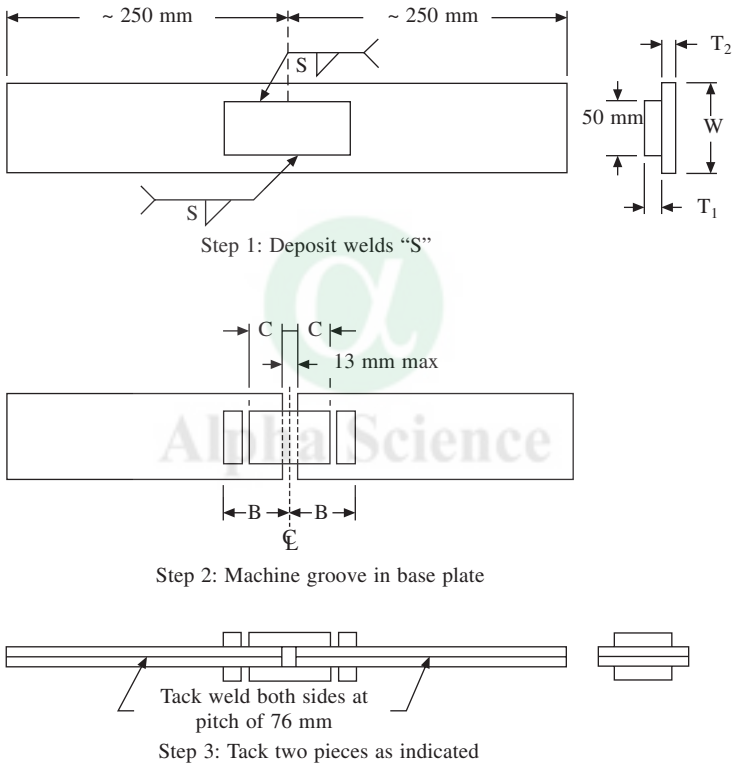 ~ 250 mm ~ 250 mm
S
T2
50 mm
W
S
T1
Step 1: Deposit welds “S”
α
C C
13 mm max
Alpha Science
B B
℄
Step 2: Machine groove in base plate
Tack weld both sides at
pitch of 76 mm
Step 3: Tack two pieces as indicated